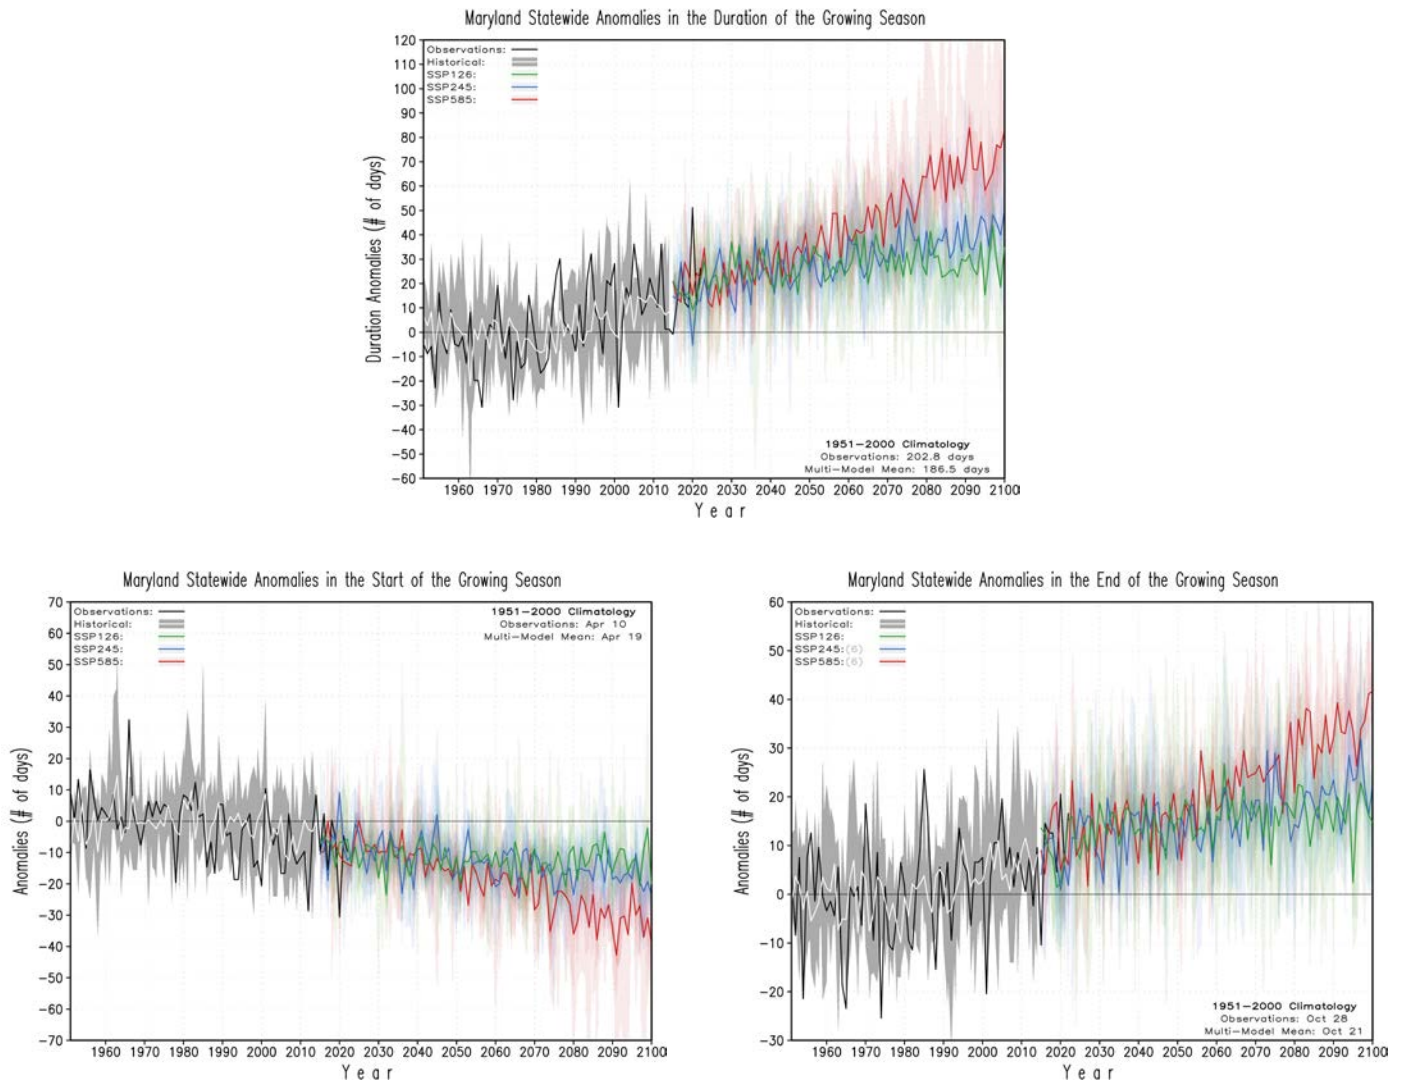 Maryland Statewide Anomalies in the Duration of the Growing Season
120
110
100
90
80
70
60
50
40
30
20
10
0
−10
−20
−30
−40
−50
−60
Duration Anomalies (# of days)
Observations:
Historical:
SSP126:
SSP245:
SSP585:
1951−2000 Climatology
Observations: 202.8 days
Multi−Model Mean: 186.5 days
1960 1970 1980 1990 2000 2010 2020 2030 2040 2050 2060 2070 2080 2090 2100
Year
Maryland Statewide Anomalies in the Start of the Growing Season
70
60
50
40
30
20
10
0
−10
−20
−30
−40
−50
−60
−70
Anomalies (# of days)
Observations:
Historical:
SSP126:
SSP245:
SSP585:
1951−2000 Climatology
Observations: Apr 10
Multi−Model Mean: Apr 19
1960 1970 1980 1990 2000 2010 2020 2030 2040 2050 2060 2070 2080 2090 2100
Year
Maryland Statewide Anomalies in the End of the Growing Season
60
50
40
30
20
10
0
−10
−20
−30
Anomalies (# of days)
Observations:
Historical:
SSP126:
SSP245:(6)
SSP585:(6)
1951−2000 Climatology
Observations: Oct 28
Multi−Model Mean: Oct 21
1960 1970 1980 1990 2000 2010 2020 2030 2040 2050 2060 2070 2080 2090 2100
Year